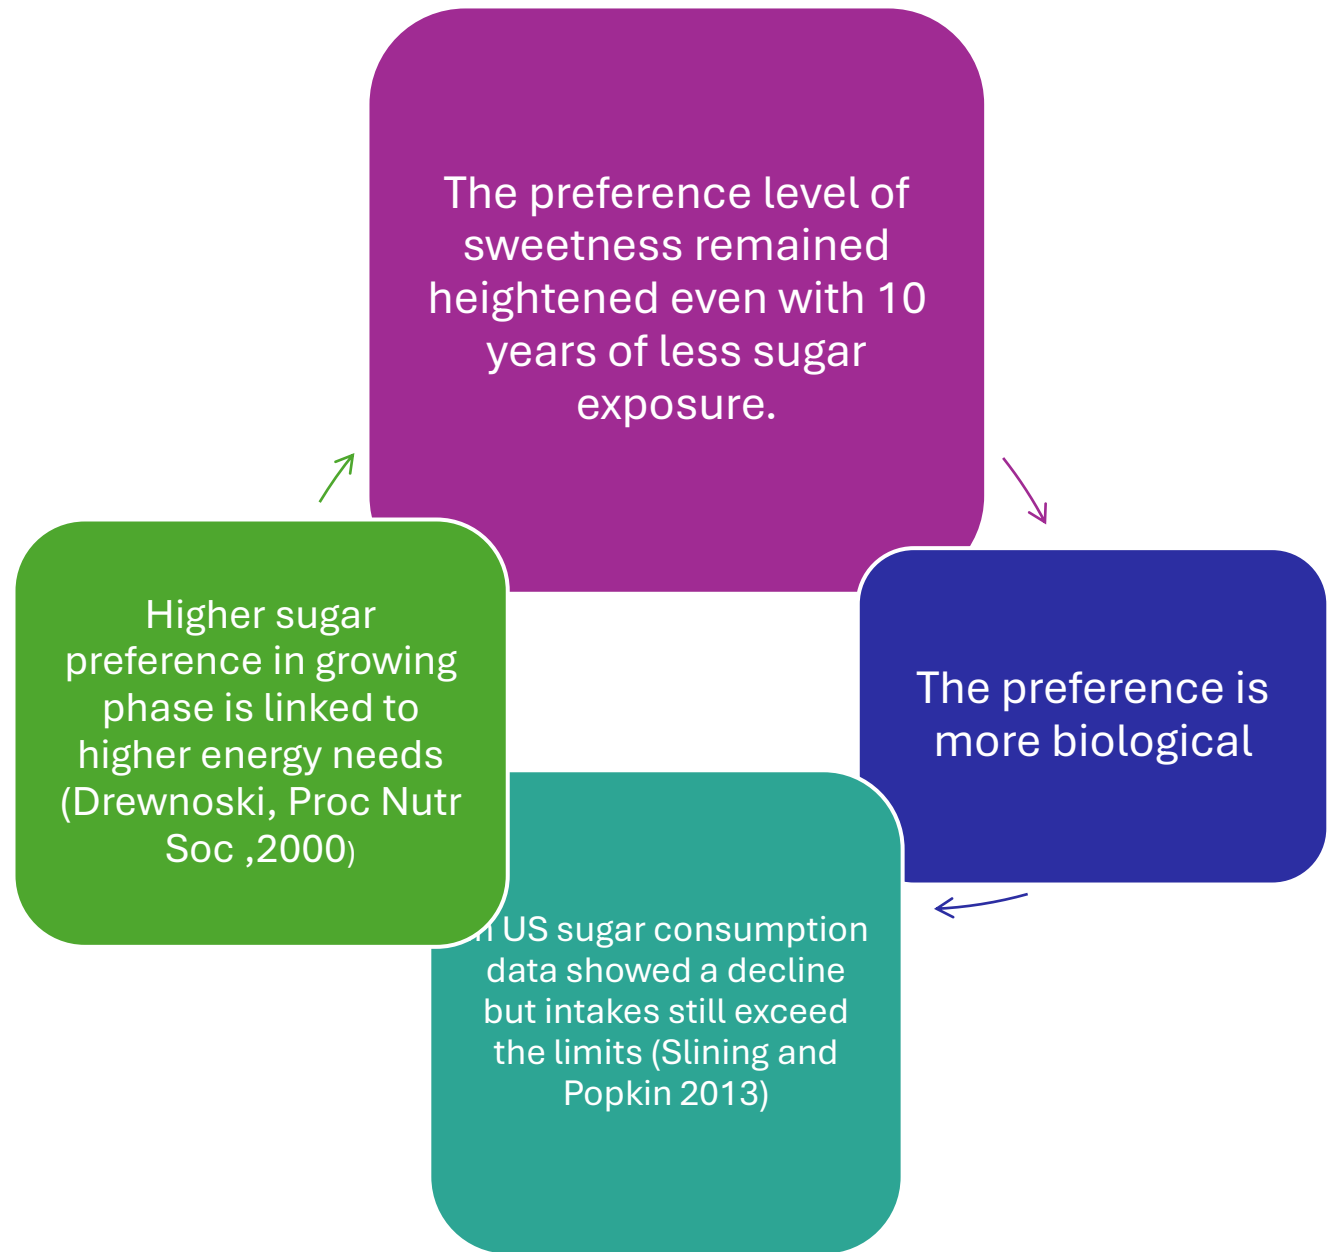 The preference level of
sweetness remained
heightened even with 10
years of less sugar
exposure.
The preference is
more biological
US sugar consumption
data showed a decline
but intakes still exceed
the limits (Slining and
Popkin 2013)
Higher sugar
preference in growing
phase is linked to
higher energy needs
(Drewnoski, Proc Nutr
Soc ,2000)